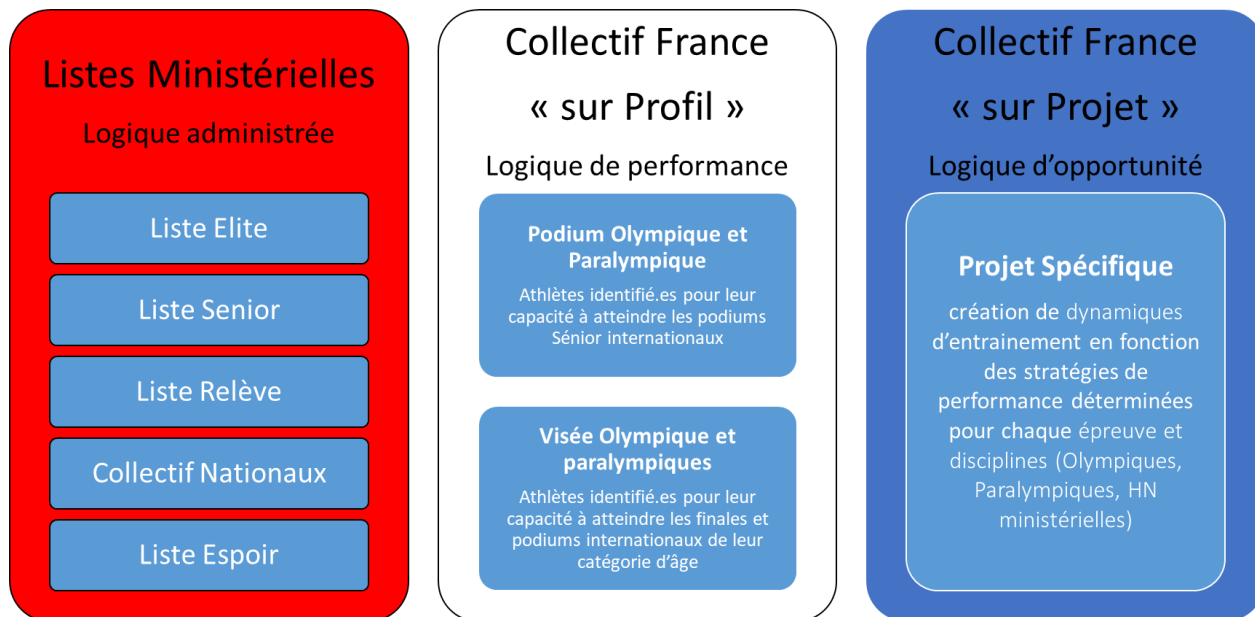 Listes Ministérielles
Logique administrée
Liste Elite
Liste Senior
Liste Relève
Collectif Nationaux
Liste Espoir
Collectif France
« sur Profil »
Logique de performance
Podium Olympique et
Paralympique
Athlètes identifié.es pour leur
capacité à atteindre les podiums
Sénior internationaux
Visée Olympique et
paralympiques
Athlètes identifié.es pour leur
capacité à atteindre les finales et
podiums internationaux de leur
catégorie d'âge
Collectif France
« sur Projet »
Logique d'opportunité
Projet Spécifique
création de dynamiques
d'entrainement en fonction
des stratégies de
performance déterminées
pour chaque épreuve et
disciplines (Olympiques,
Paralympiques, HN
ministérielles)